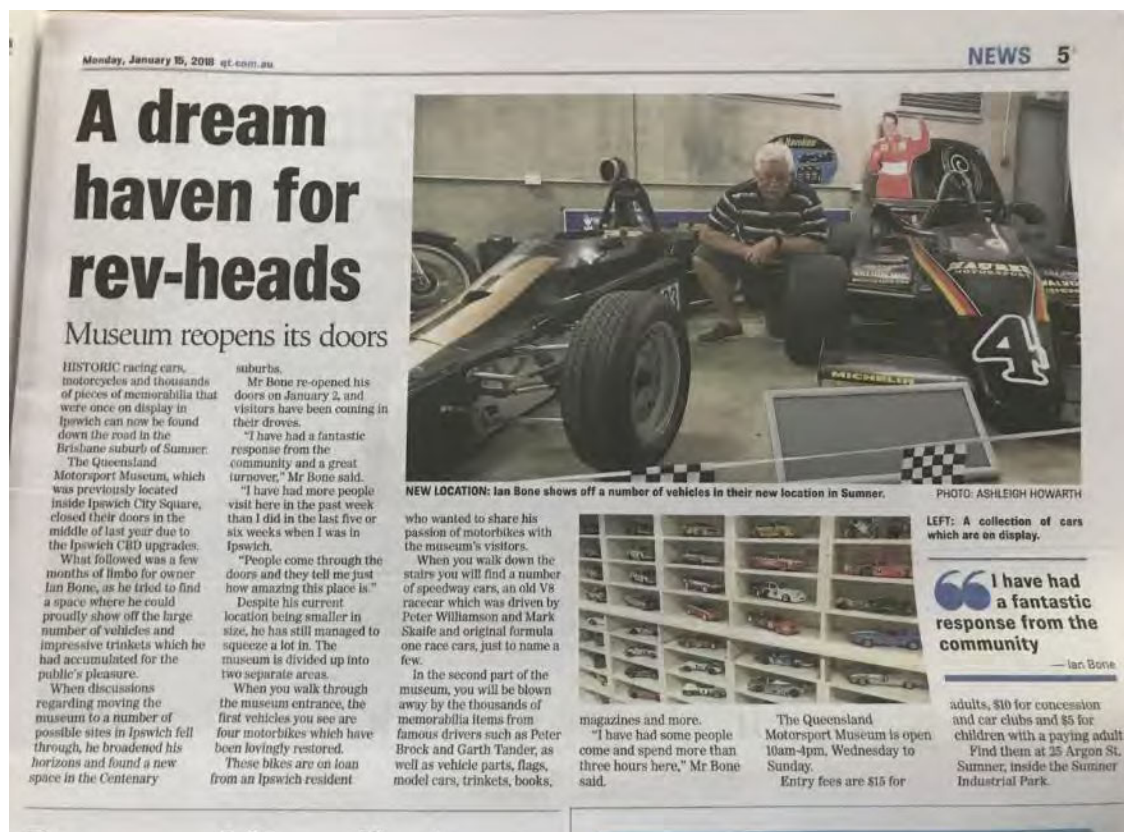 Monday, January 15, 2018 qt.com.au
NEWS 5
A dream
haven for
rev-heads
Museum reopens its doors
HISTORIC racing cars,
motorcycles and thousands
of pieces of memorabilia that
were once on display in
Ipswich can now be found
down the road in the
Brisbane suburb of Sumner.
The Queensland
Motorsport Museum, which
was previously located
inside Ipswich City Square,
closed their doors in the
middle of last year due to
the Ipswich CBD upgrades.
What followed was a few
months of limbo for owner
Ian Bone, as he tried to find
a space where he could
proudly show off the large
number of vehicles and
impressive trinkets which he
had accumulated for the
public's pleasure.
When discussions
regarding moving the
museum to a number of
possible sites in Ipswich fell
through, he broadened his
horizons and found a new
space in the Centenary
suburbs.
Mr Bone re-opened his
doors on January 2, and
visitors have been coming in
their droves.
"I have had a fantastic
response from the
community and a great
turnover," Mr Bone said.
"I have had more people
visit here in the past week
than I did in the last five or
six weeks when I was in
Ipswich.
"People come through the
doors and they tell me just
how amazing this place is."
Despite his current
location being smaller in
size, he has still managed to
squeeze a lot in. The
museum is divided up into
two separate areas.
When you walk through
the museum entrance, the
first vehicles you see are
four motorbikes which have
been lovingly restored.
These bikes are on loan
from an Ipswich resident
4
MICHELIN
NEW LOCATION: Ian Bone shows off a number of vehicles in their new location in Sumner.
PHOTO: ASHLEIGH HOWARTH
who wanted to share his
passion of motorbikes with
the museum's visitors.
When you walk down the
stairs you will find a number
of speedway cars, an old V8
racecar which was driven by
Peter Williamson and Mark
Skaife and original formula
one race cars, just to name a
few.
In the second part of the
museum, you will be blown
away by the thousands of
memorabilia items from
famous drivers such as Peter
Brock and Garth Tander, as
well as vehicle parts, flags,
model cars, trinkets, books,
magazines and more.
"I have had some people
come and spend more than
three hours here," Mr Bone
said.
The Queensland
Motorsport Museum is open
10am-4pm, Wednesday to
Sunday.
Entry fees are $15 for
LEFT: A collection of cars
which are on display.
I have had
a fantastic
response from the
community
— Ian Bone
adults, $10 for concession
and car clubs and $5 for
children with a paying adult
Find them at 25 Argon St,
Sumner, inside the Sumner
Industrial Park.